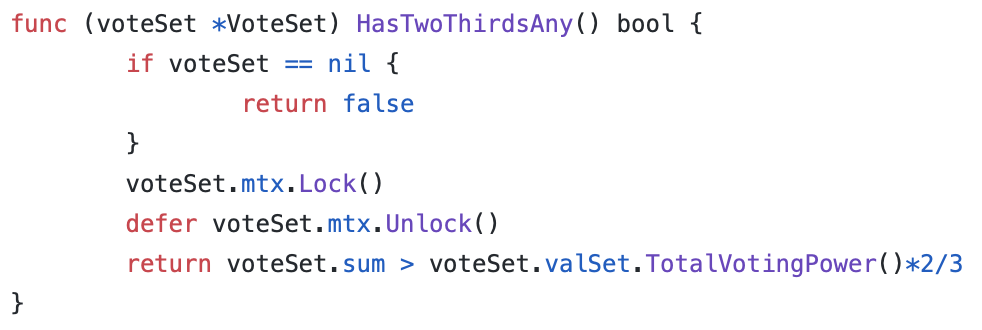 func (voteSet *VoteSet) HasTwoThirdsAny() bool {
        if voteSet == nil {
                return false
        }
        voteSet.mtx.Lock()
        defer voteSet.mtx.Unlock()
        return voteSet.sum > voteSet.valSet.TotalVotingPower()*2/3
}